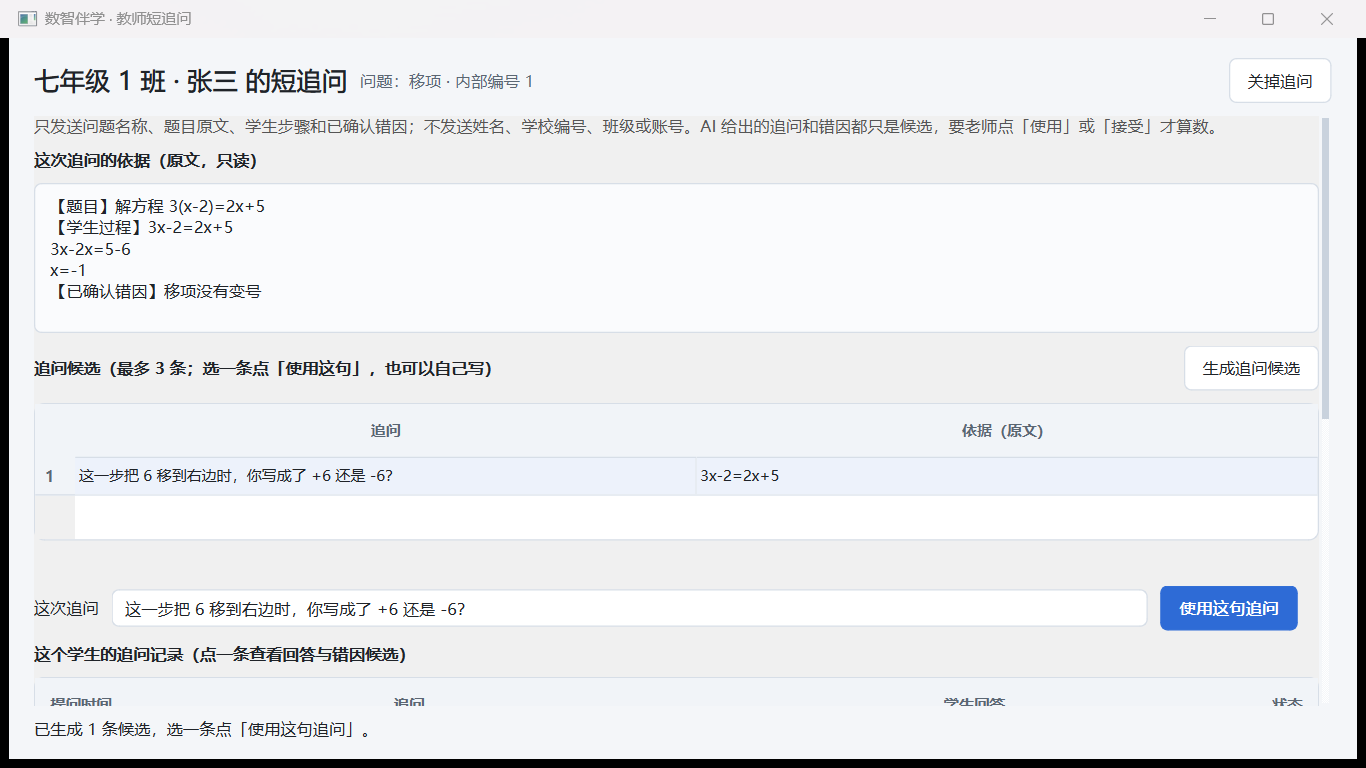 数智伴学 · 教师短追问
七年级 1 班 · 张三 的短追问 问题：移项 · 内部编号 1 关掉追问
只发送问题名称、题目原文、学生步骤和已确认错因；不发送姓名、学校编号、班级或账号。AI 给出的追问和错因都只是候选，要老师点「使用」或「接受」才算数。
这次追问的依据（原文，只读）
【题目】解方程 3(x-2)=2x+5
【学生过程】3x-2=2x+5
3x-2x=5-6
x=-1
【已确认错因】移项没有变号
追问候选（最多 3 条；选一条点「使用这句」，也可以自己写） 生成追问候选
追问 依据（原文）
1 这一步把 6 移到右边时，你写成了 +6 还是 -6? 3x-2=2x+5
这次追问 这一步把 6 移到右边时，你写成了 +6 还是 -6? 使用这句追问
这个学生的追问记录（点一条查看回答与错因候选）
提问时间 追问 学生回答 状态
已生成 1 条候选，选一条点「使用这句追问」。